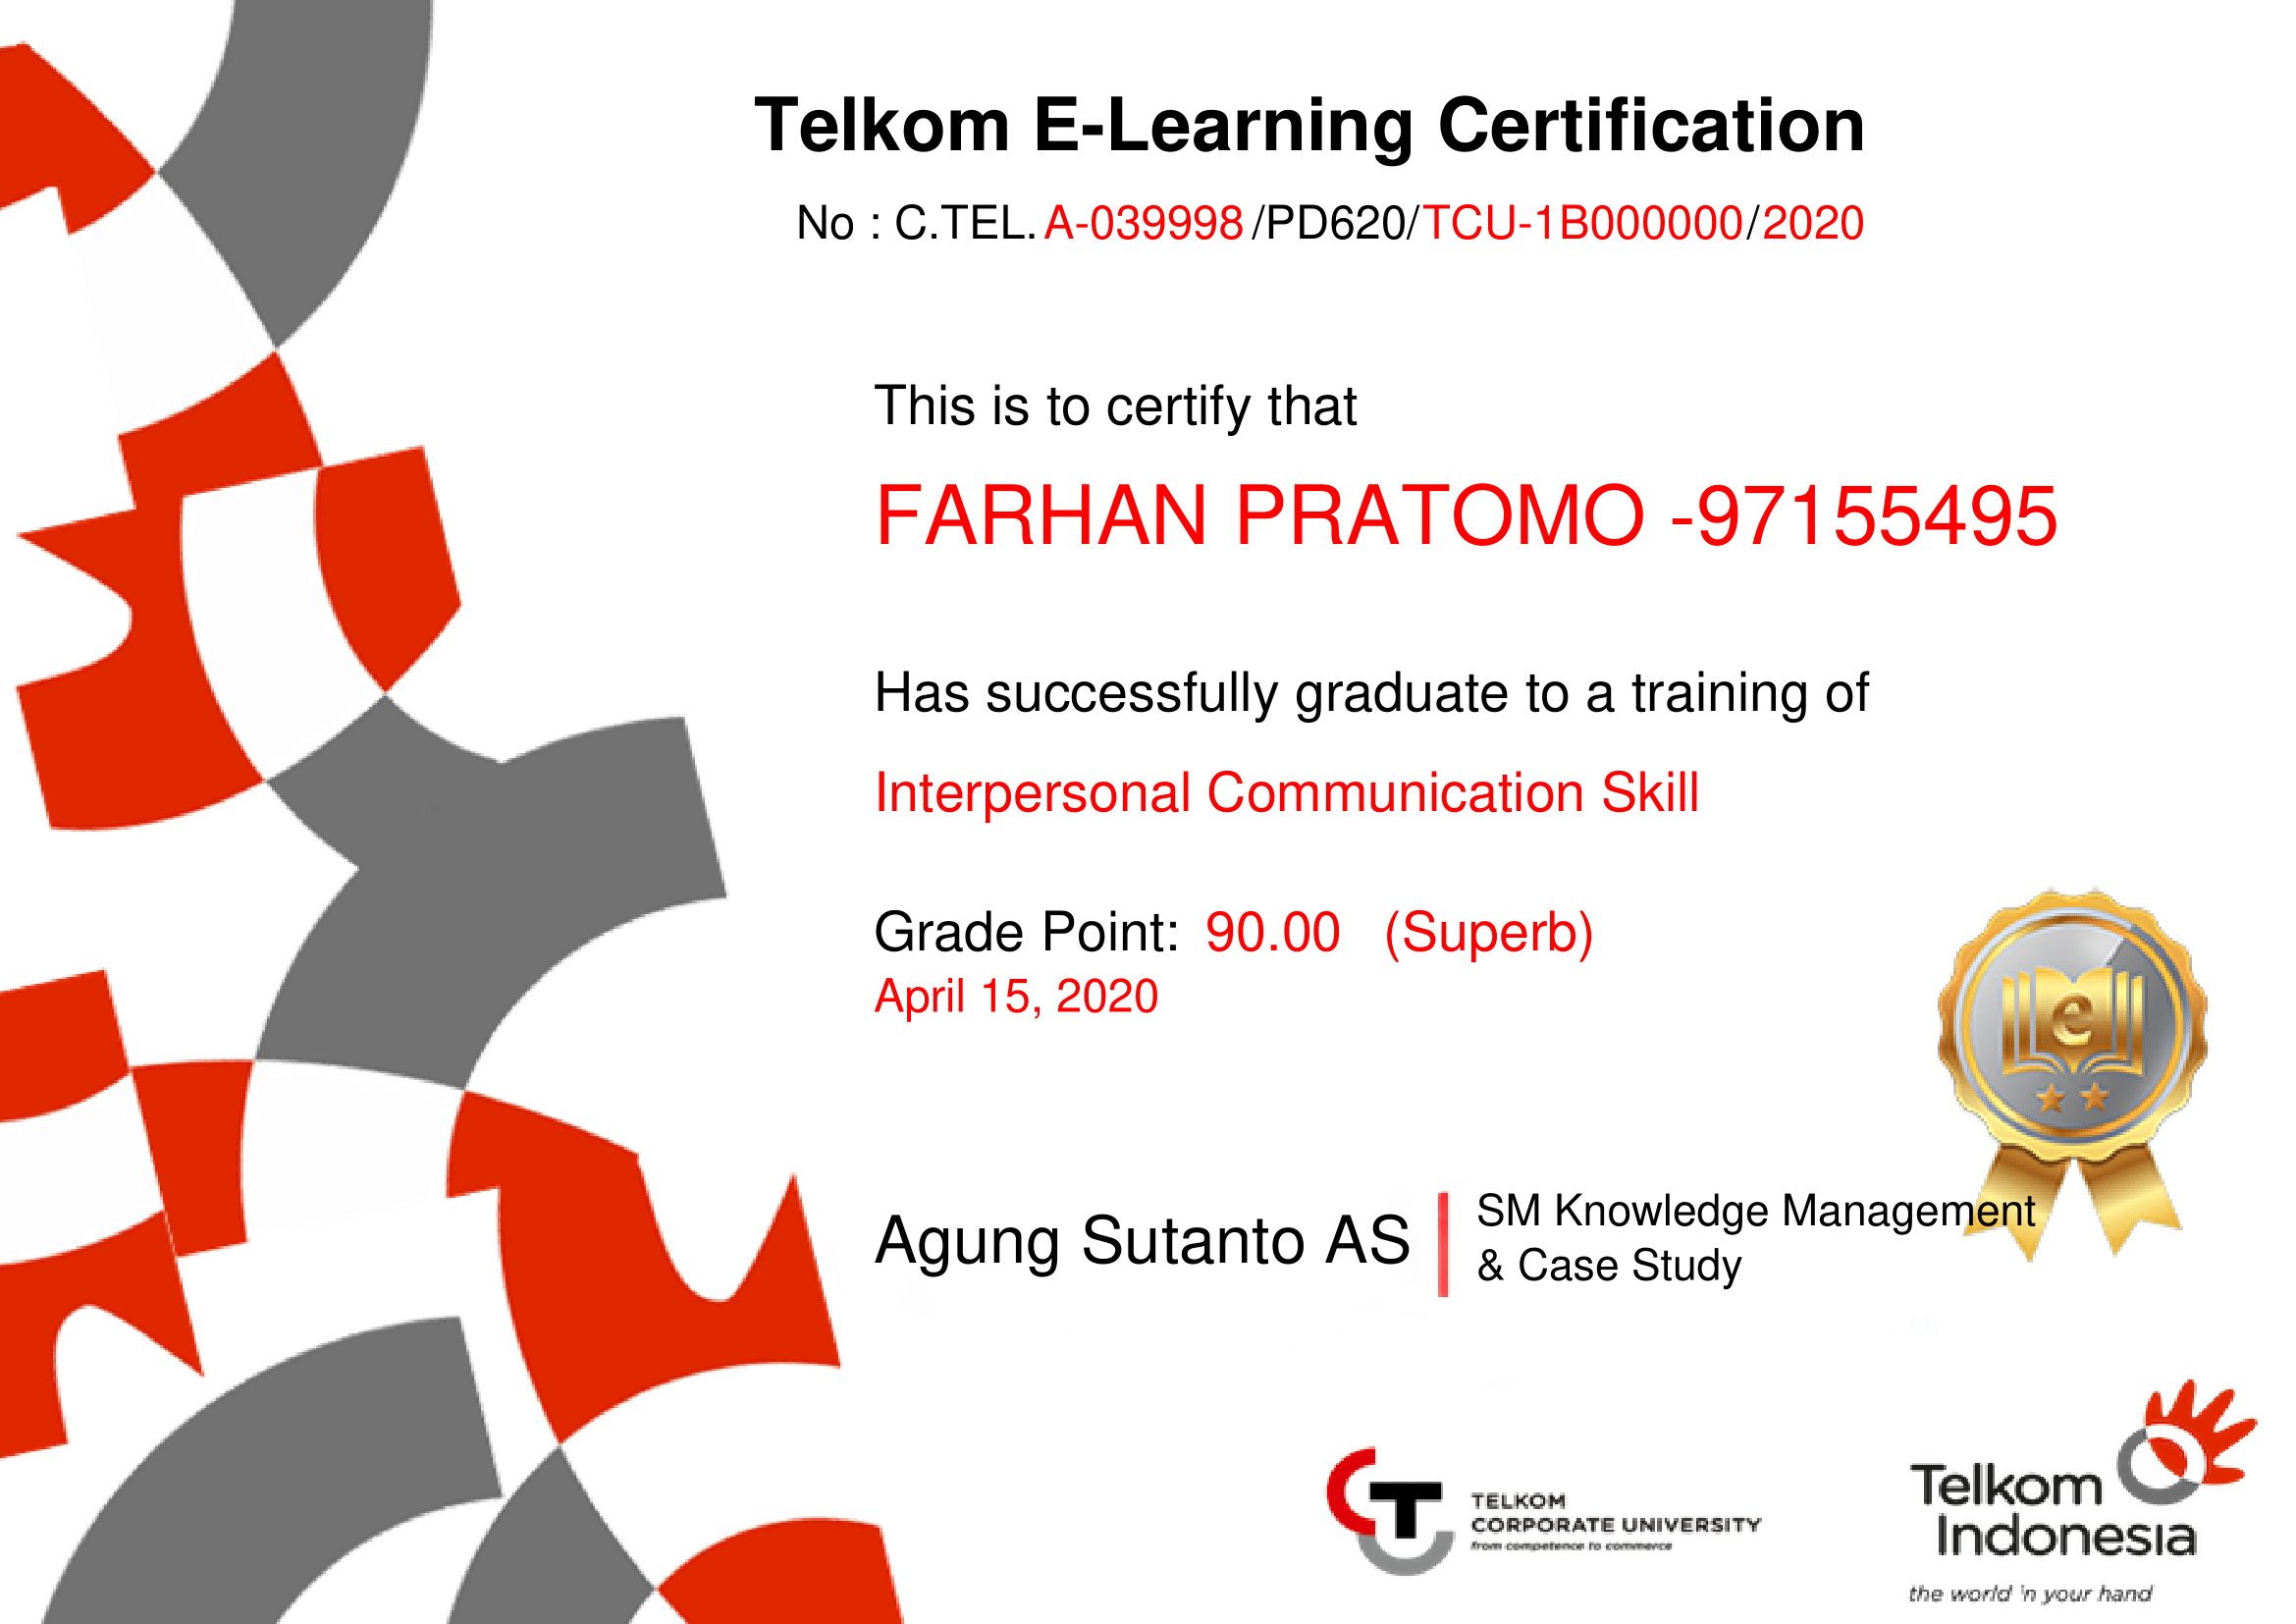 Telkom E-Learning Certification
No : C.TEL. A-039998 /PD620/TCU-1B000000/2020
This is to certify that
FARHAN PRATOMO -97155495
Has successfully graduate to a training of
Interpersonal Communication Skill
Grade Point: 90.00 (Superb)
April 15, 2020
e
Agung Sutanto AS
SM Knowledge Management
& Case Study
TELKOM
CORPORATE UNIVERSITY
from competence to commerce
Telkom
Indonesia
the world in your hand